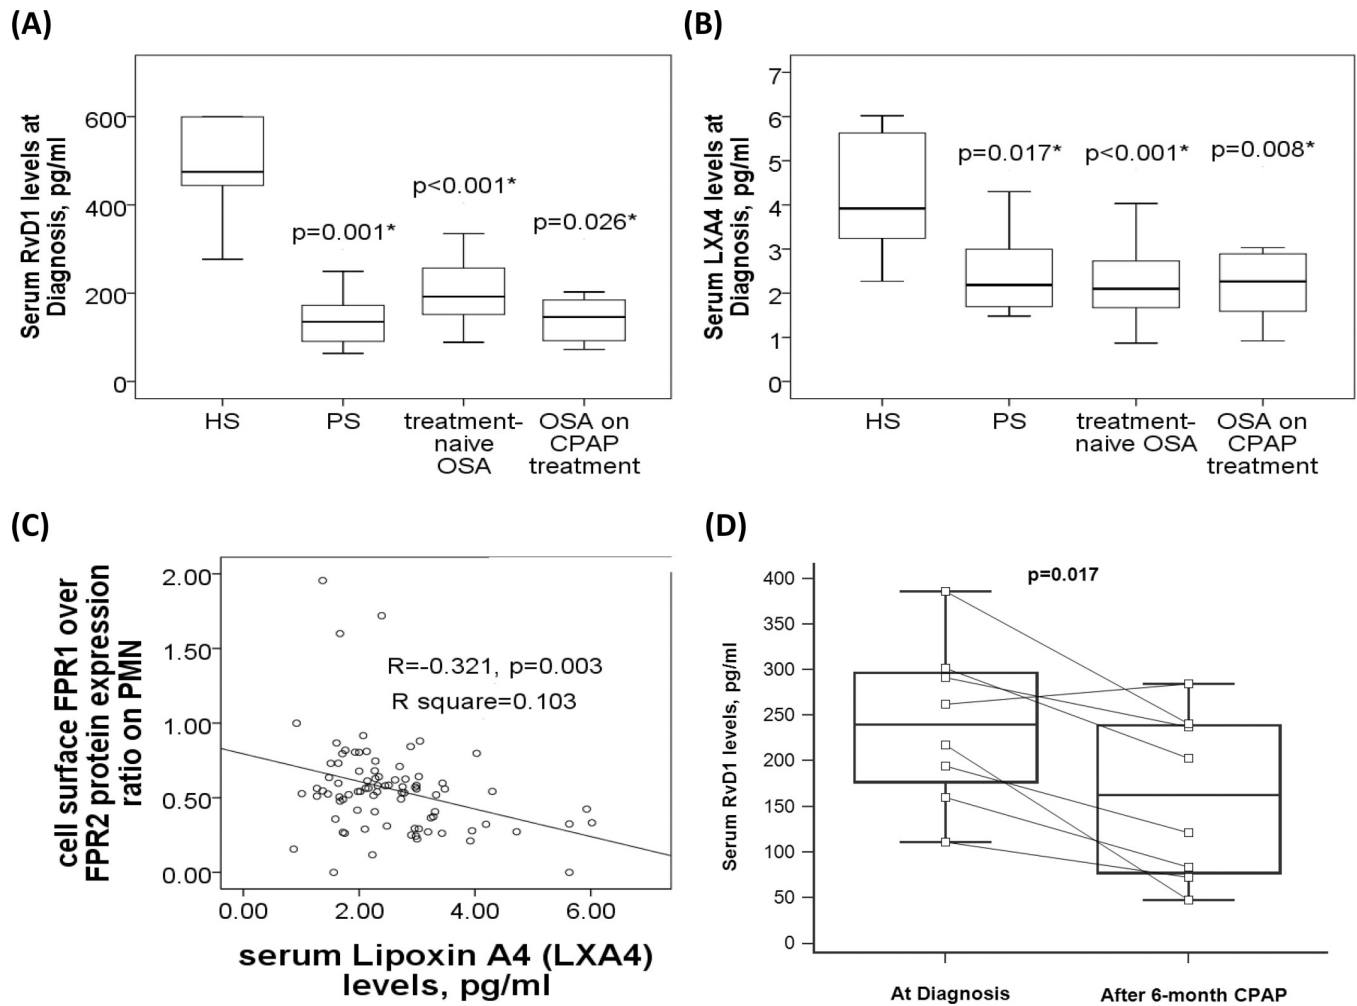 (A)
Serum RvD1 levels at
Diagnosis, pg/ml
600
400
200
0
p=0.001*
p<0.001*
p=0.026*
HS
PS
treatment-
naive
OSA
OSA on
CPAP
treatment
(B)
Serum LXA4 levels at
Diagnosis, pg/ml
7
6
5
4
3
2
1
0
p=0.017*
p<0.001*
p=0.008*
HS
PS
treatment-
naive OSA
OSA on
CPAP
treatment
(C)
cell surface FPR1 over
FPR2 protein expression
ratio on PMN
2.00
1.50
1.00
0.50
0.00
R=-0.321, p=0.003
R square=0.103
0.00
2.00
4.00
6.00
serum Lipoxin A4 (LXA4)
levels, pg/ml
(D)
Serum RvD1 levels, pg/ml
400
350
300
250
200
150
100
50
0
p=0.017
At Diagnosis
After 6-month CPAP